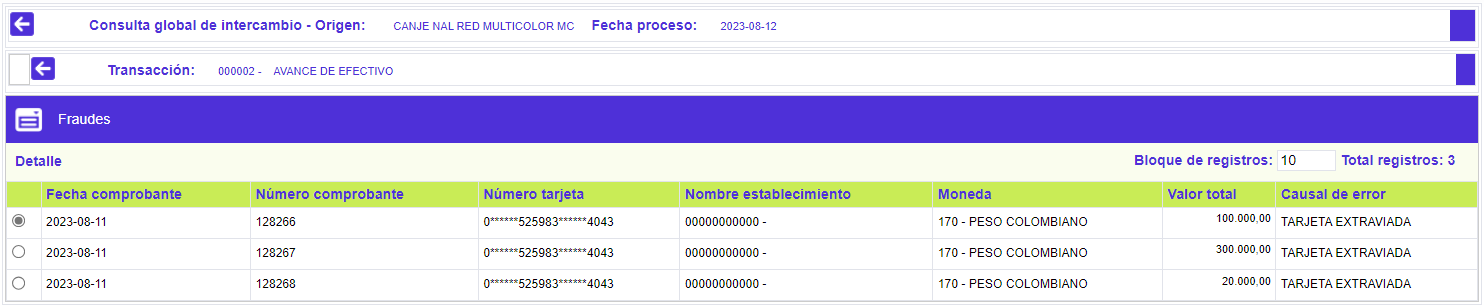 Consulta global de intercambio - Origen: CANJE NAL RED MULTICOLOR MC Fecha proceso: 2023-08-12
Transacción: 000002 - AVANCE DE EFECTIVO
Fraudes
Detalle Bloque de registros: 10 Total registros: 3
Fecha comprobante Número comprobante Número tarjeta Nombre establecimiento Moneda Valor total Causal de error
2023-08-11 128266 0******525983******4043 00000000000 - 170 - PESO COLOMBIANO 100.000,00 TARJETA EXTRAVIADA
2023-08-11 128267 0******525983******4043 00000000000 - 170 - PESO COLOMBIANO 300.000,00 TARJETA EXTRAVIADA
2023-08-11 128268 0******525983******4043 00000000000 - 170 - PESO COLOMBIANO 20.000,00 TARJETA EXTRAVIADA